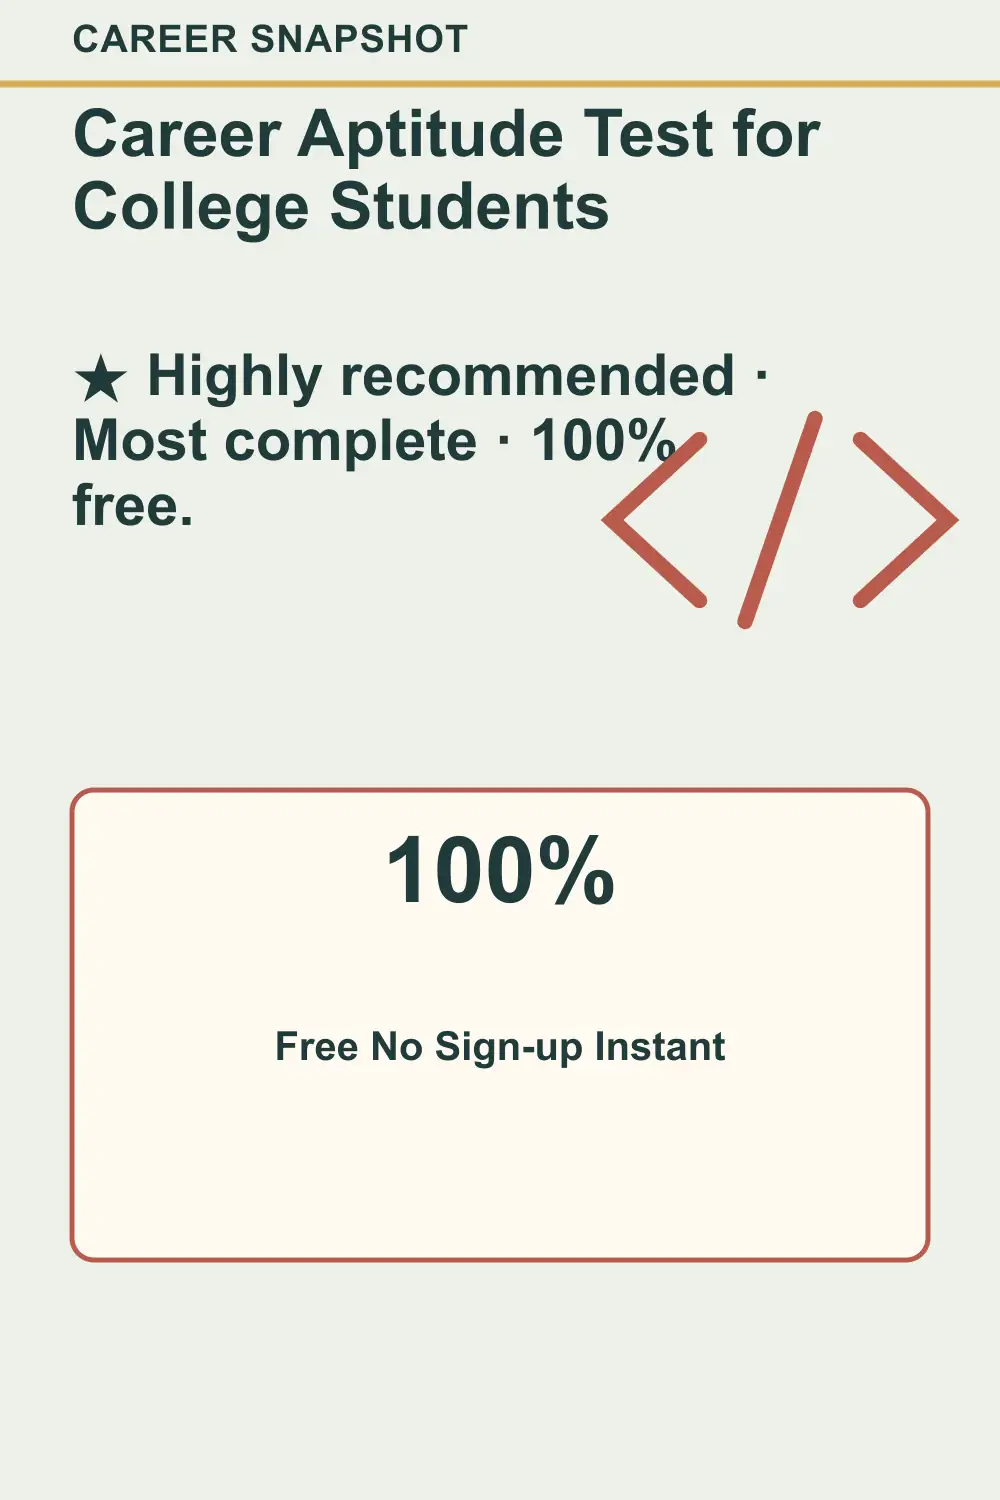 CAREER SNAPSHOT
Career Aptitude Test for
College Students
★ Highly recommended ·
Most complete · 100%
free.
100%
Free No Sign-up Instant